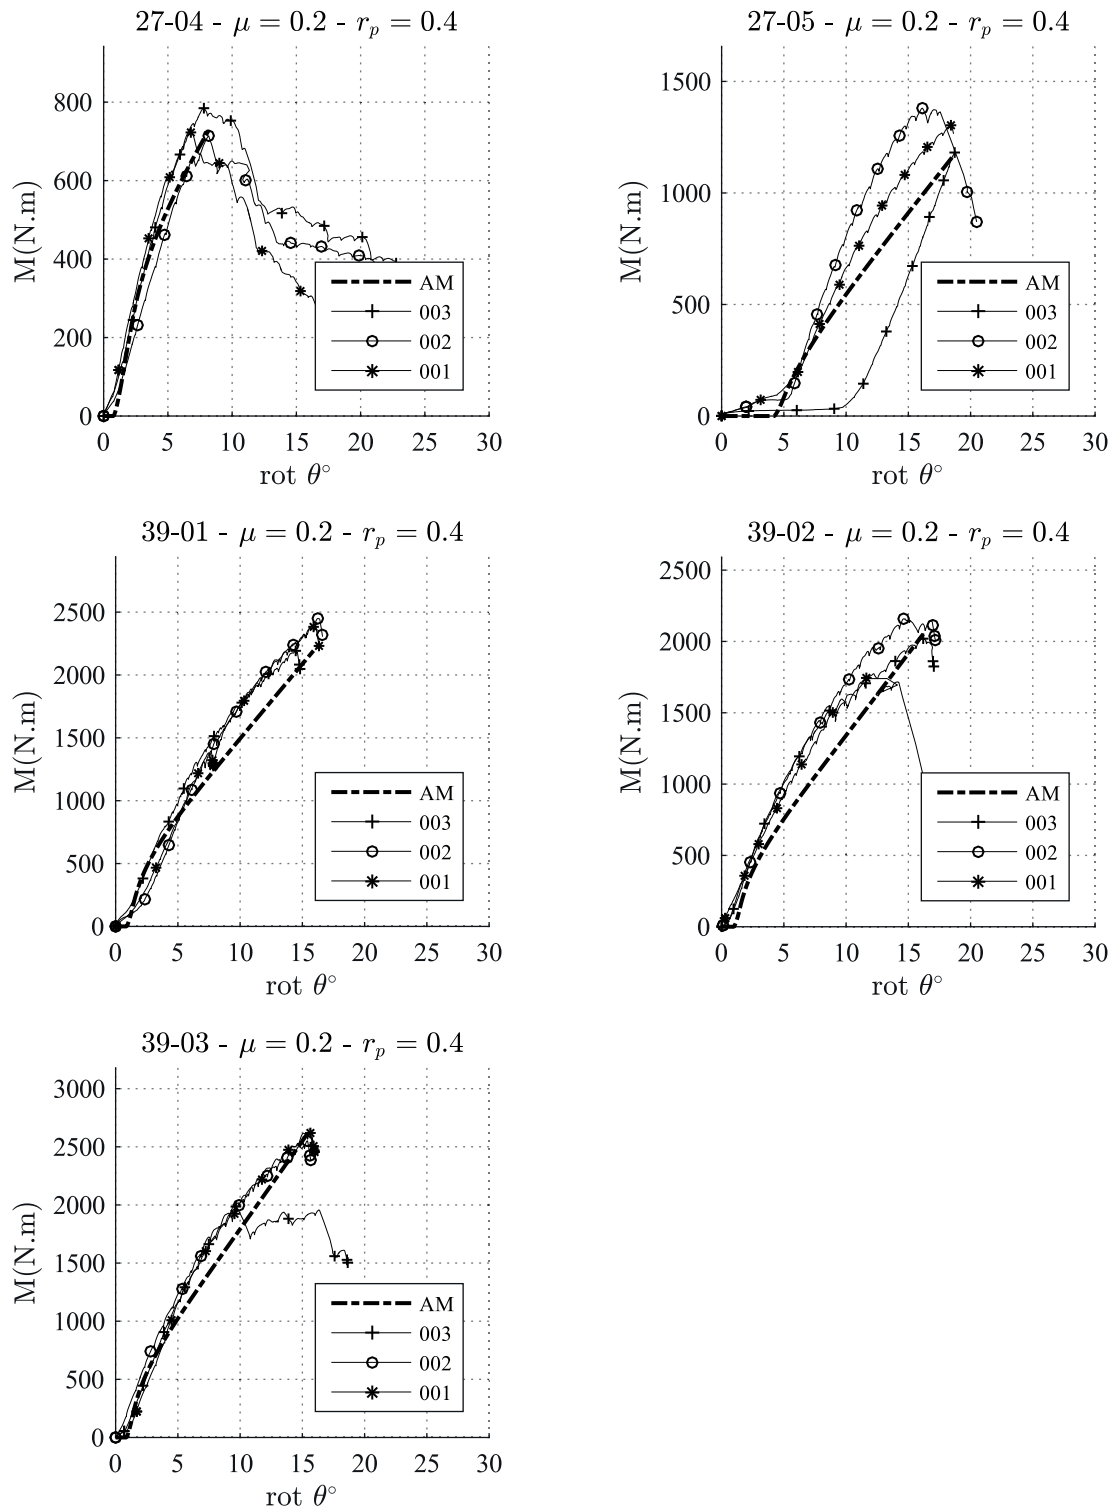 27-04 - μ = 0.2 - r_p = 0.4
800
600
400
200
0
M(N.m)
AM
003
002
001
0 5 10 15 20 25 30
rot θ°
27-05 - μ = 0.2 - r_p = 0.4
1500
1000
500
0
M(N.m)
AM
003
002
001
0 5 10 15 20 25 30
rot θ°
39-01 - μ = 0.2 - r_p = 0.4
2500
2000
1500
1000
500
0
M(N.m)
AM
003
002
001
0 5 10 15 20 25 30
rot θ°
39-02 - μ = 0.2 - r_p = 0.4
2500
2000
1500
1000
500
0
M(N.m)
AM
003
002
001
0 5 10 15 20 25 30
rot θ°
39-03 - μ = 0.2 - r_p = 0.4
3000
2500
2000
1500
1000
500
0
M(N.m)
AM
003
002
001
0 5 10 15 20 25 30
rot θ°